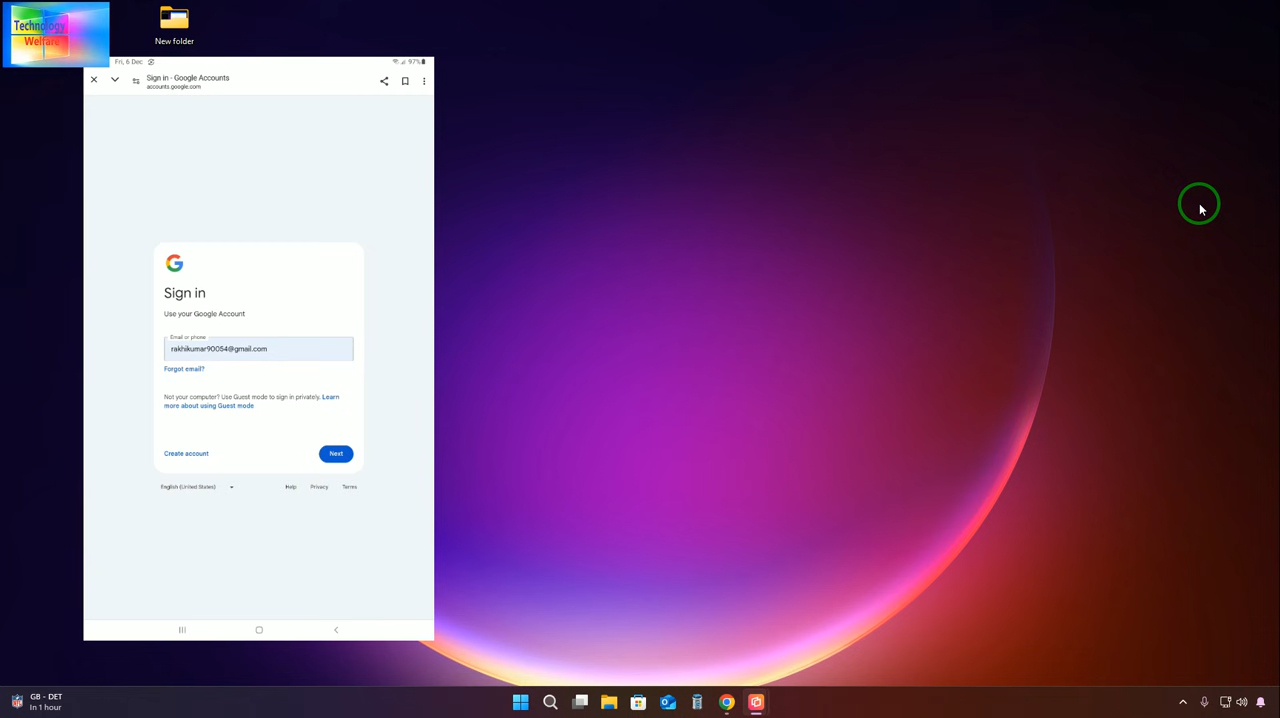 Technology
Welfare
New folder
Fri, 6 Dec
97%
Sign in - Google Accounts
accounts.google.com
Sign in
Use your Google Account
Email or phone
rakhikumar90054@gmail.com
Forgot email?
Not your computer? Use Guest mode to sign in privately. Learn
more about using Guest mode
Create account
Next
English (United States)
Help
Privacy
Terms
GB - DET
In 1 hour